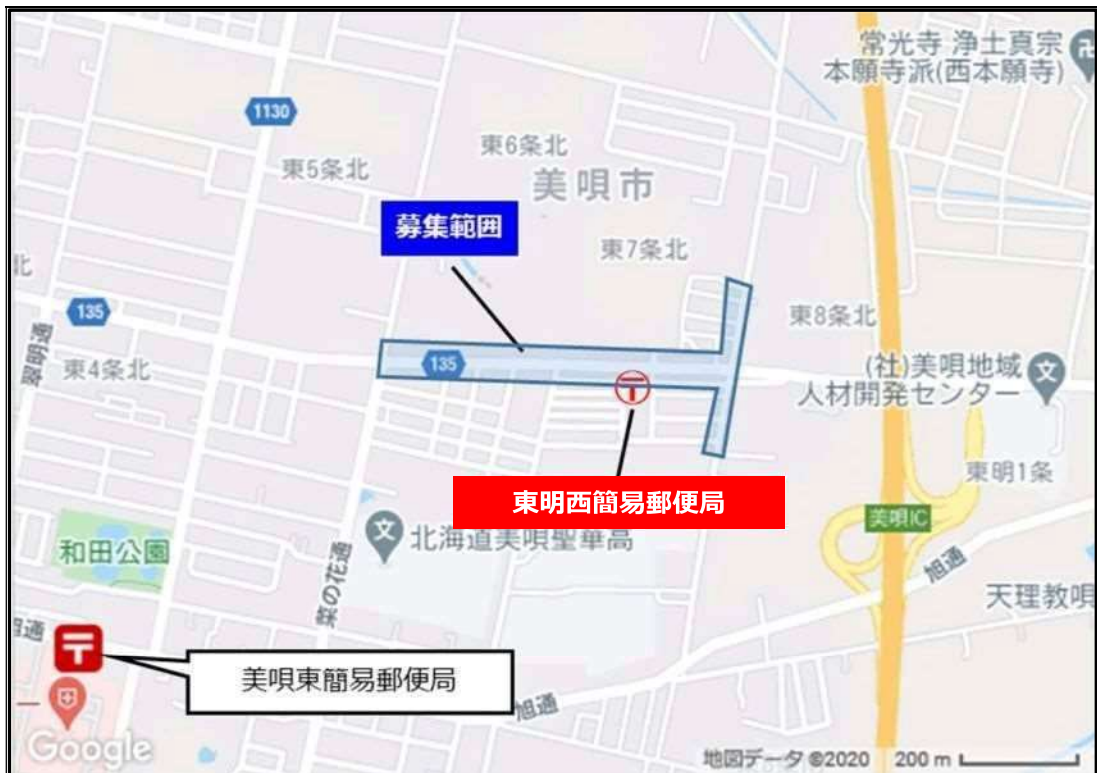 常光寺 浄土真宗
本願寺派(西本願寺)
1130
東6条北
東5条北
美唄市
募集範囲
東7条北
北
135
東8条北
翠明通
東4条北
135
(社)美唄地域
人材開発センター
東明西簡易郵便局
東明1条
美唄IC
北海道美唄聖華高
和田公園
栄の花通
旭通
天理教唄
旭通
美唄東簡易郵便局
旭通
Google
地図データ ©2020 200 m